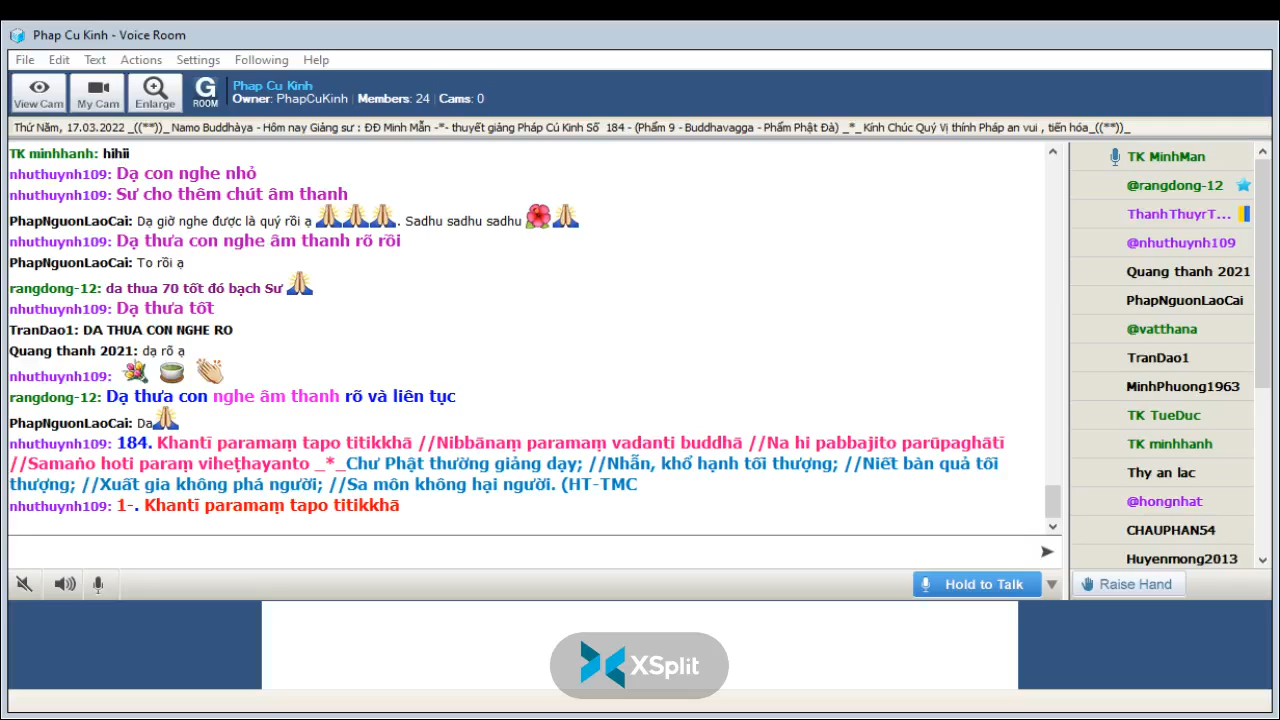 Phap Cu Kinh - Voice Room
File Edit Text Actions Settings Following Help
View Cam
My Cam
Enlarge
G ROOM
Phap Cu Kinh
Owner: PhapCuKinh | Members: 24 | Cams: 0
Thứ Năm, 17.03.2022 _((**))_ Namo Buddhàya - Hôm nay Giảng sư : ĐĐ Minh Mẫn -*- thuyết giảng Pháp Cú Kinh Số 184 - (Phẩm 9 - Buddhavagga - Phẩm Phật Đà) _*_ Kính Chúc Quý Vị thính Pháp an vui , tiến hóa_((**))_
TK minhhanh: hihii
nhuthuynh109: Dạ con nghe nhỏ
nhuthuynh109: Sư cho thêm chút âm thanh
PhapNguonLaoCai: Dạ giờ nghe được là quý rồi ạ . Sadhu sadhu sadhu
nhuthuynh109: Dạ thưa con nghe âm thanh rõ rồi
PhapNguonLaoCai: To rồi ạ
rangdong-12: da thua 70 tốt đó bạch Sư
nhuthuynh109: Dạ thưa tốt
TranDao1: DA THUA CON NGHE RO
Quang thanh 2021: dạ rõ ạ
nhuthuynh109:
rangdong-12: Dạ thưa con nghe âm thanh rõ và liên tục
PhapNguonLaoCai: Da
nhuthuynh109: 184. Khantī paramaṃ tapo titikkhā //Nibbānaṃ paramaṃ vadanti buddhā //Na hi pabbajito parūpaghātī
//Samaṅo hoti paraṃ viheṭhayanto _*_Chư Phật thường giảng dạy; //Nhẫn, khổ hạnh tối thượng; //Niết bàn quả tối
thượng; //Xuất gia không phá người; //Sa môn không hại người. (HT-TMC
nhuthuynh109: 1-. Khantī paramaṃ tapo titikkhā
TK MinhMan
@rangdong-12
ThanhThuyrT...
@nhuthuynh109
Quang thanh 2021
PhapNguonLaoCai
@vatthana
TranDao1
MinhPhuong1963
TK TueDuc
TK minhhanh
Thy an lac
@hongnhat
CHAUPHAN54
Huyenmong2013
Hold to Talk
Raise Hand
XSplit